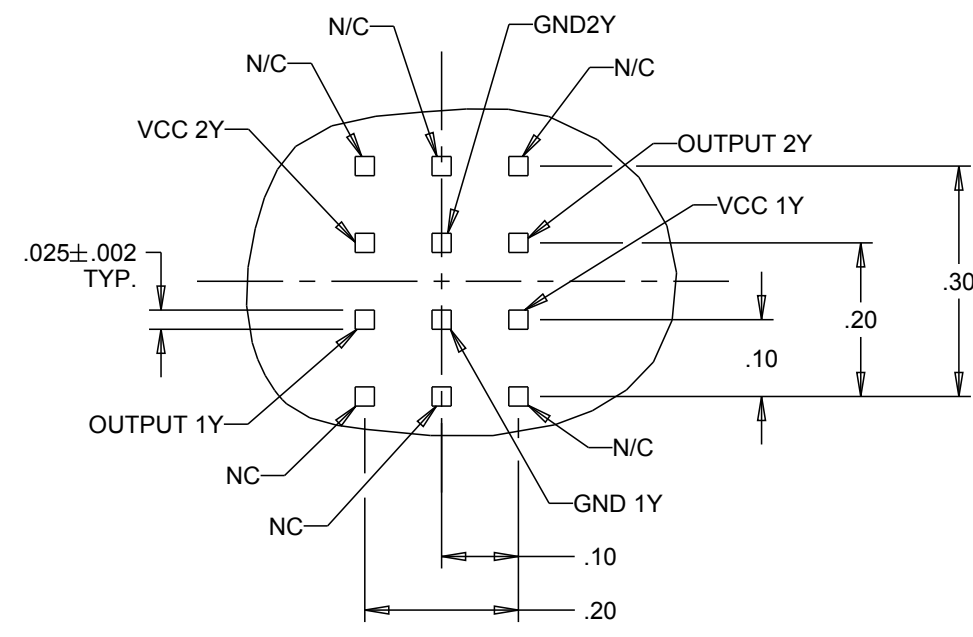 N/C
GND2Y
N/C
N/C
VCC 2Y
OUTPUT 2Y
VCC 1Y
.025±.002
TYP.
.30
.20
.10
OUTPUT 1Y
N/C
NC
GND 1Y
NC
.10
.20